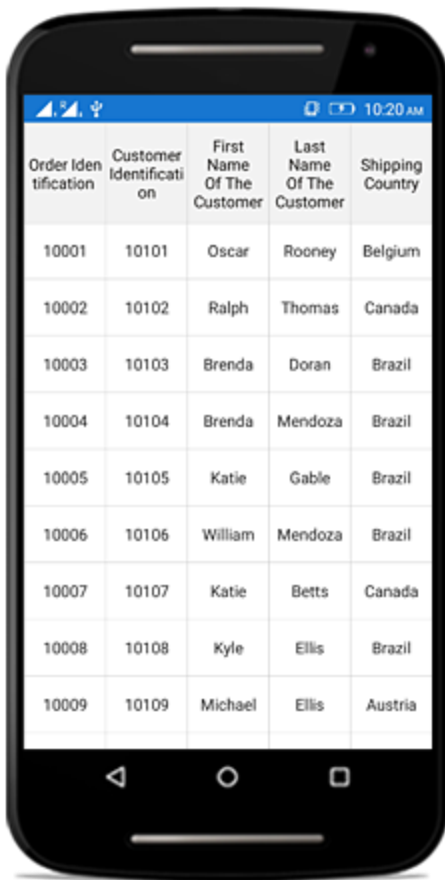 10:20 AM
Order Iden
tification
Customer
Identificati
on
First
Name
Of The
Customer
Last
Name
Of The
Customer
Shipping
Country
10001 10101 Oscar Rooney Belgium
10002 10102 Ralph Thomas Canada
10003 10103 Brenda Doran Brazil
10004 10104 Brenda Mendoza Brazil
10005 10105 Katie Gable Brazil
10006 10106 William Mendoza Brazil
10007 10107 Katie Betts Canada
10008 10108 Kyle Ellis Brazil
10009 10109 Michael Ellis Austria